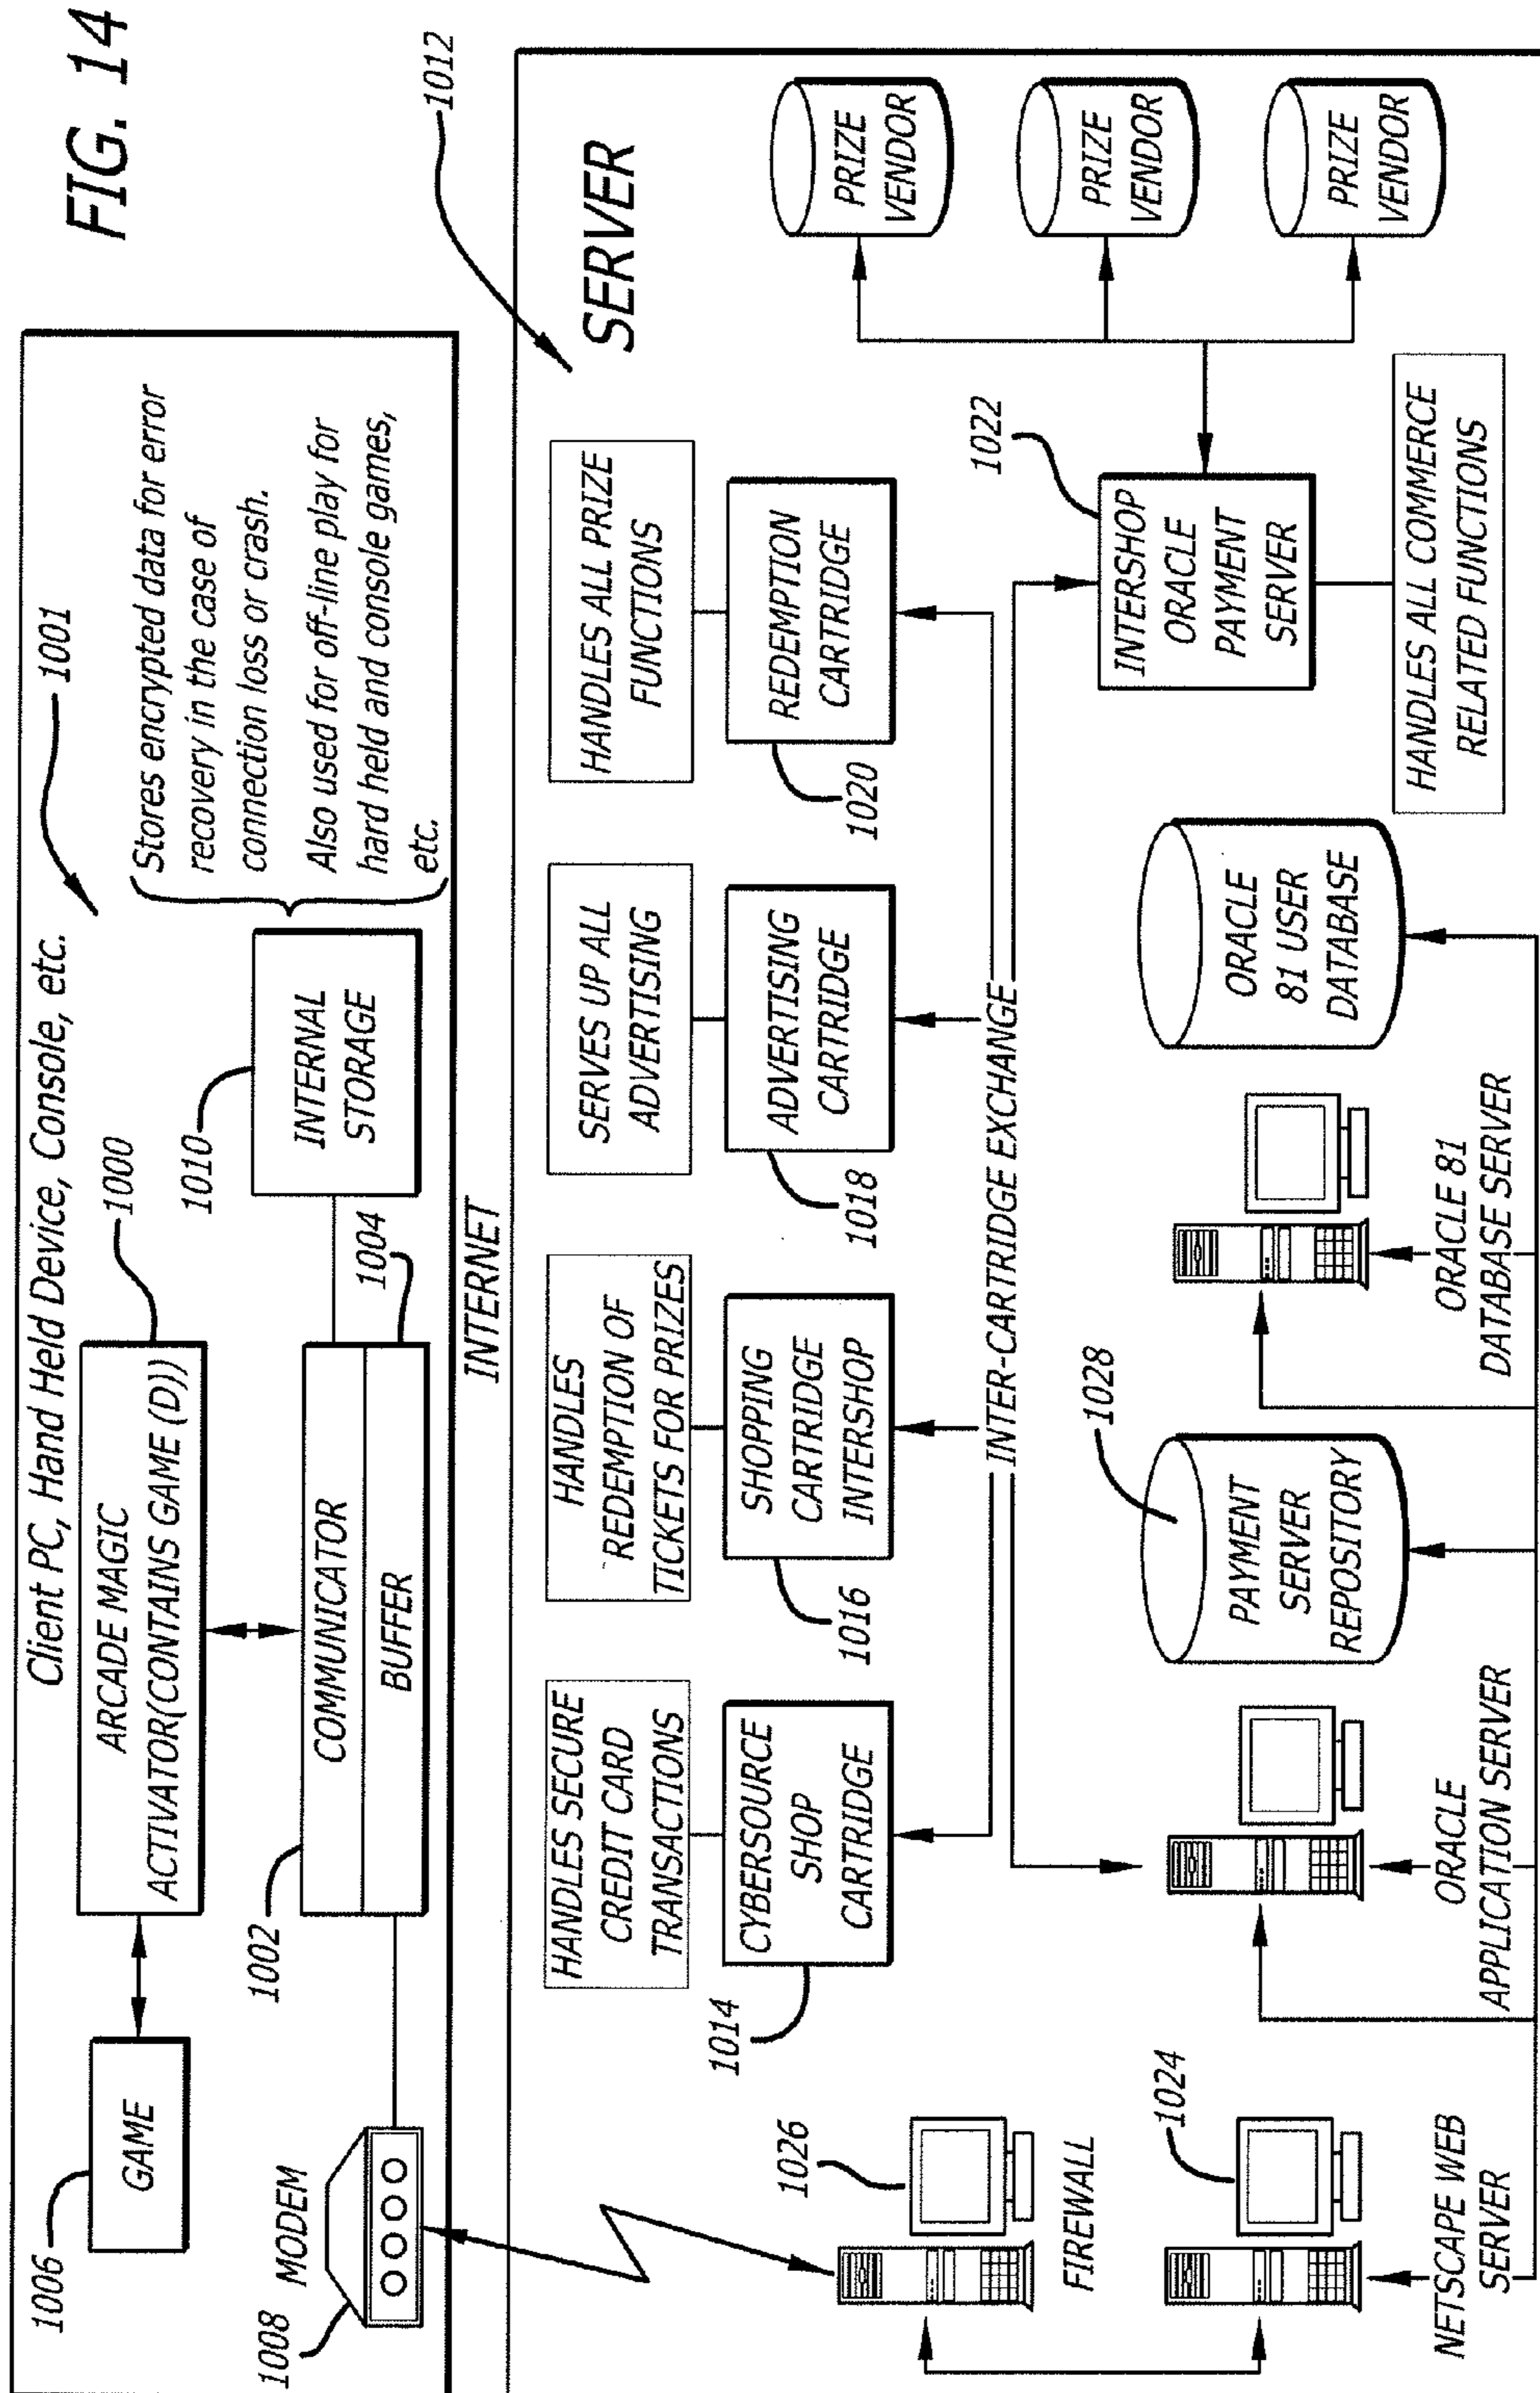 FIG. 14
Client PC, Hand Held Device, Console, etc.
1001
1006
GAME
ARCADE MAGIC
ACTIVATOR(CONTAINS GAME (D))
1000
1010
INTERNAL
STORAGE
Stores encrypted data for error
recovery in the case of
connection loss or crash.
Also used for off-line play for
hard held and console games,
etc.
MODEM
1008
1002
COMMUNICATOR
BUFFER
1004
INTERNET
1012
SERVER
HANDLES SECURE
CREDIT CARD
TRANSACTIONS
HANDLES
REDEMPTION OF
TICKETS FOR PRIZES
SERVES UP ALL
ADVERTISING
HANDLES ALL PRIZE
FUNCTIONS
CYBERSOURCE
SHOP
CARTRIDGE
1014
SHOPPING
CARTRIDGE
INTERSHOP
1016
ADVERTISING
CARTRIDGE
1018
REDEMPTION
CARTRIDGE
1020
PRIZE
VENDOR
PRIZE
VENDOR
PRIZE
VENDOR
INTER-CARTRIDGE EXCHANGE
1026
FIREWALL
1022
INTERSHOP
ORACLE
PAYMENT
SERVER
HANDLES ALL COMMERCE
RELATED FUNCTIONS
1024
NETSCAPE WEB
SERVER
ORACLE
APPLICATION SERVER
1028
PAYMENT
SERVER
REPOSITORY
ORACLE 81
DATABASE SERVER
ORACLE
81 USER
DATABASE